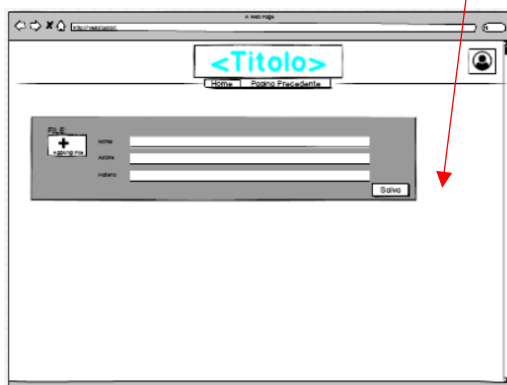 A Web Page
<Titolo>
Home Pagina Precedente
FILE:
Aggiungi File
Nome
Autore
Materia
Salva